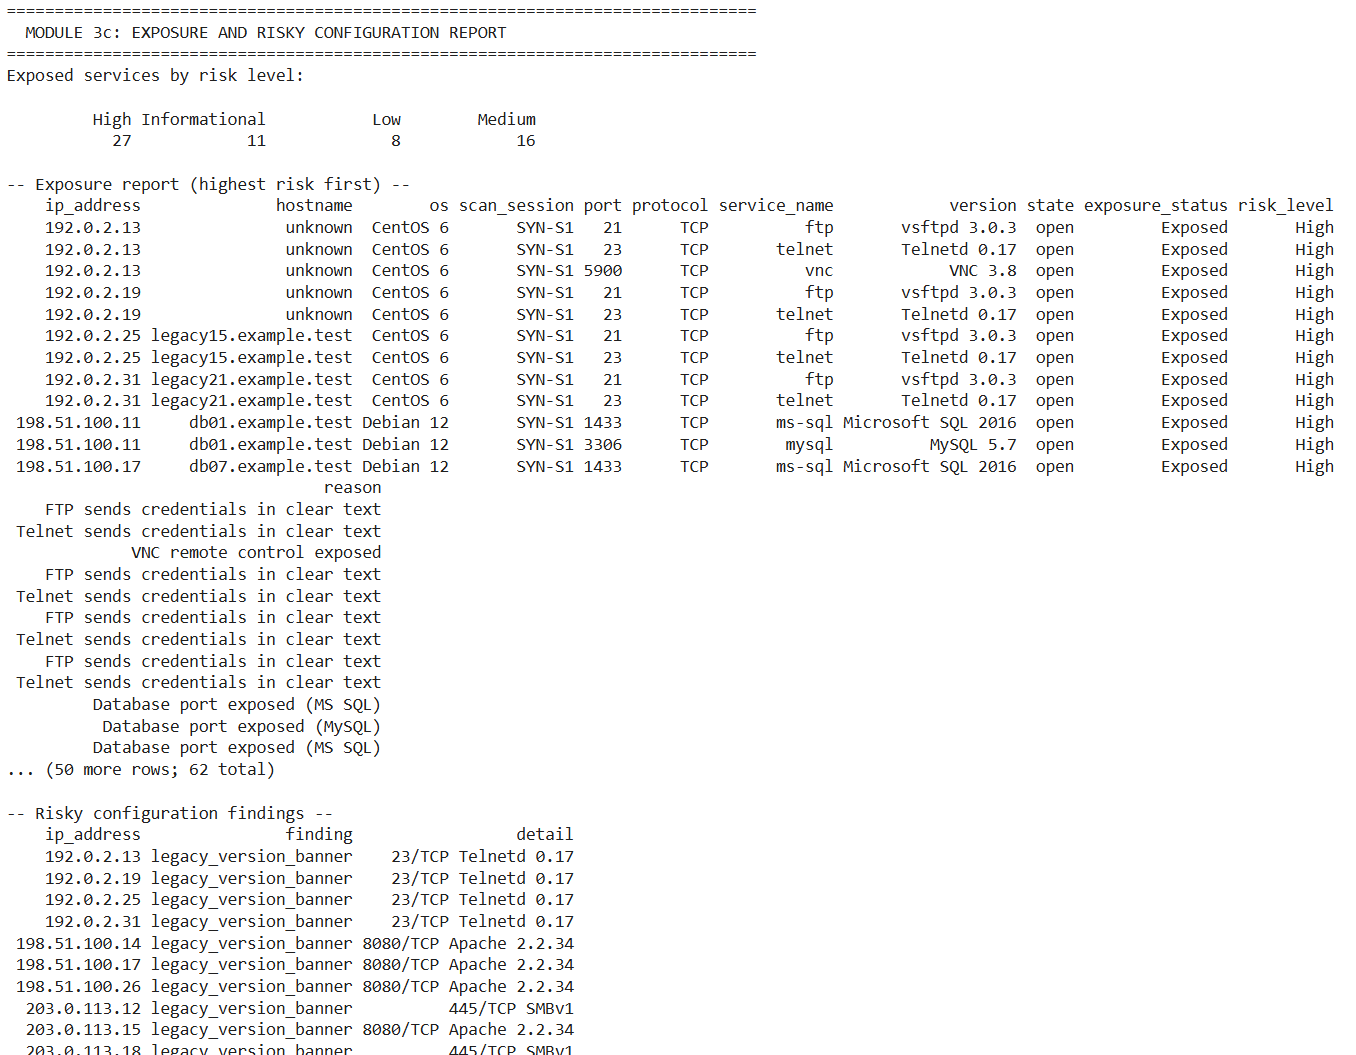 ==============================================================================
  MODULE 3c: EXPOSURE AND RISKY CONFIGURATION REPORT
==============================================================================
Exposed services by risk level:

         High Informational           Low        Medium
           27            11             8            16

-- Exposure report (highest risk first) --
    ip_address              hostname        os scan_session port protocol service_name            version state exposure_status risk_level
    192.0.2.13               unknown  CentOS 6       SYN-S1   21      TCP          ftp       vsftpd 3.0.3  open         Exposed       High
    192.0.2.13               unknown  CentOS 6       SYN-S1   23      TCP       telnet       Telnetd 0.17  open         Exposed       High
    192.0.2.13               unknown  CentOS 6       SYN-S1 5900      TCP          vnc            VNC 3.8  open         Exposed       High
    192.0.2.19               unknown  CentOS 6       SYN-S1   21      TCP          ftp       vsftpd 3.0.3  open         Exposed       High
    192.0.2.19               unknown  CentOS 6       SYN-S1   23      TCP       telnet       Telnetd 0.17  open         Exposed       High
    192.0.2.25 legacy15.example.test  CentOS 6       SYN-S1   21      TCP          ftp       vsftpd 3.0.3  open         Exposed       High
    192.0.2.25 legacy15.example.test  CentOS 6       SYN-S1   23      TCP       telnet       Telnetd 0.17  open         Exposed       High
    192.0.2.31 legacy21.example.test  CentOS 6       SYN-S1   21      TCP          ftp       vsftpd 3.0.3  open         Exposed       High
    192.0.2.31 legacy21.example.test  CentOS 6       SYN-S1   23      TCP       telnet       Telnetd 0.17  open         Exposed       High
 198.51.100.11     db01.example.test Debian 12       SYN-S1 1433      TCP       ms-sql Microsoft SQL 2016  open         Exposed       High
 198.51.100.11     db01.example.test Debian 12       SYN-S1 3306      TCP        mysql          MySQL 5.7  open         Exposed       High
 198.51.100.17     db07.example.test Debian 12       SYN-S1 1433      TCP       ms-sql Microsoft SQL 2016  open         Exposed       High
                                 reason
    FTP sends credentials in clear text
 Telnet sends credentials in clear text
             VNC remote control exposed
    FTP sends credentials in clear text
 Telnet sends credentials in clear text
    FTP sends credentials in clear text
 Telnet sends credentials in clear text
    FTP sends credentials in clear text
 Telnet sends credentials in clear text
         Database port exposed (MS SQL)
          Database port exposed (MySQL)
         Database port exposed (MS SQL)
... (50 more rows; 62 total)

-- Risky configuration findings --
    ip_address               finding                 detail
    192.0.2.13 legacy_version_banner    23/TCP Telnetd 0.17
    192.0.2.19 legacy_version_banner    23/TCP Telnetd 0.17
    192.0.2.25 legacy_version_banner    23/TCP Telnetd 0.17
    192.0.2.31 legacy_version_banner    23/TCP Telnetd 0.17
 198.51.100.14 legacy_version_banner 8080/TCP Apache 2.2.34
 198.51.100.17 legacy_version_banner 8080/TCP Apache 2.2.34
 198.51.100.26 legacy_version_banner 8080/TCP Apache 2.2.34
  203.0.113.12 legacy_version_banner          445/TCP SMBv1
  203.0.113.15 legacy_version_banner 8080/TCP Apache 2.2.34
  203.0.113.18 legacy_version_banner          445/TCP SMBv1